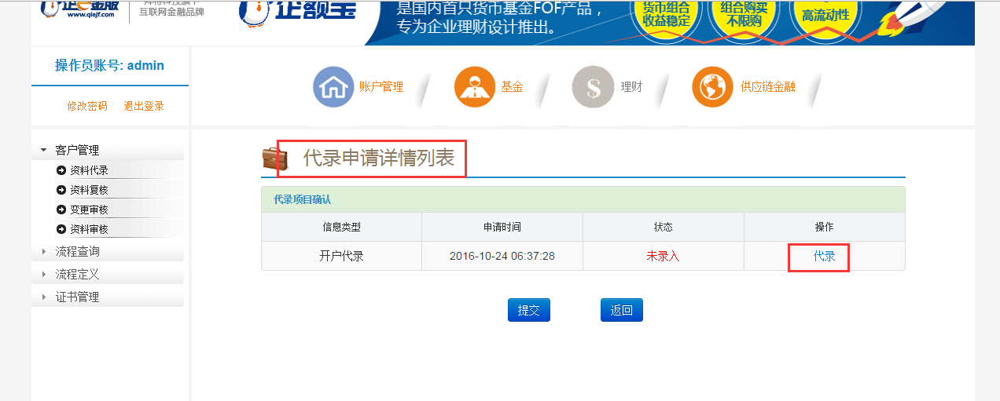 企e金服
www.qiejf.com
互联网金融品牌
企额宝
是国内首只货币基金FOF产品，
专为企业理财设计推出。
货币组合
收益稳定
组合购买
不限购
高流动性
操作员账号: admin
修改密码 退出登录
账户管理
基金
$
理财
供应链金融
客户管理
资料代录
资料复核
变更审核
资料审核
流程查询
流程定义
证书管理
代录申请详情列表
代录项目确认
信息类型 申请时间 状态 操作
开户代录 2016-10-24 06:37:28 未录入 代录
提交 返回